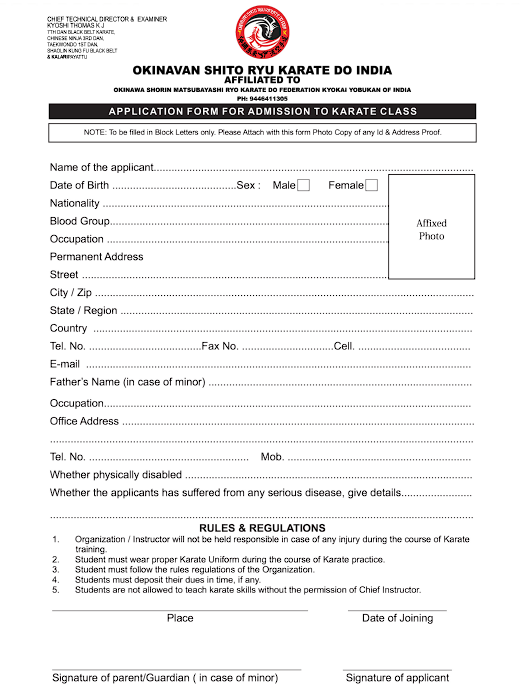 CHIEF TECHNICAL DIRECTOR & EXAMINER
KYOSHI THOMAS K J
7TH DAN BLACK BELT KARATE,
CHINESE NINJA 3RD DAN,
TAEKWONDO 1ST DAN,
SHAOLIN KUNG FU BLACK BELT
& KALARIPAYATTU
OKINAVAN SHITO RYU KARATE DO INDIA
AFFILIATED TO
OKINAWA SHORIN MATSUBAYASHI RYO KARATE DO FEDERATION KYOKAI YOBUKAN OF INDIA
PH: 9446411305
APPLICATION FORM FOR ADMISSION TO KARATE CLASS
NOTE: To be filled in Block Letters only. Please Attach with this form Photo Copy of any Id & Address Proof.
Name of the applicant
Date of Birth Sex : Male Female
Nationality
Blood Group
Affixed
Photo
Occupation
Permanent Address
Street
City / Zip
State / Region
Country
Tel. No. Fax No. Cell.
E-mail
Father's Name (in case of minor)
Occupation
Office Address
Tel. No. Mob.
Whether physically disabled
Whether the applicants has suffered from any serious disease, give details
RULES & REGULATIONS
1. Organization / Instructor will not be held responsible in case of any injury during the course of Karate
training.
2. Student must wear proper Karate Uniform during the course of Karate practice.
3. Student must follow the rules regulations of the Organization.
4. Students must deposit their dues in time, if any.
5. Students are not allowed to teach karate skills without the permission of Chief Instructor.
Place Date of Joining
Signature of parent/Guardian ( in case of minor) Signature of applicant